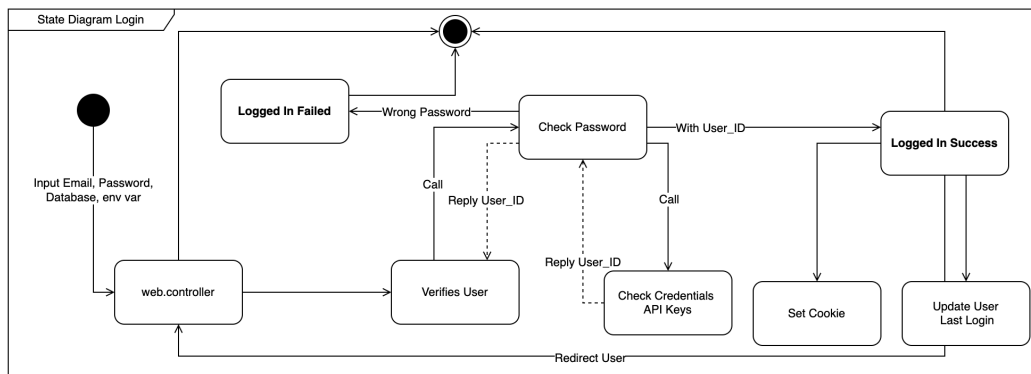 State Diagram Login
Logged In Failed
Wrong Password
Check Password
With User_ID
Logged In Success
Input Email, Password,
Database, env var
Call
Reply User_ID
Call
Reply User_ID
web.controller
Verifies User
Check Credentials
API Keys
Set Cookie
Update User
Last Login
Redirect User